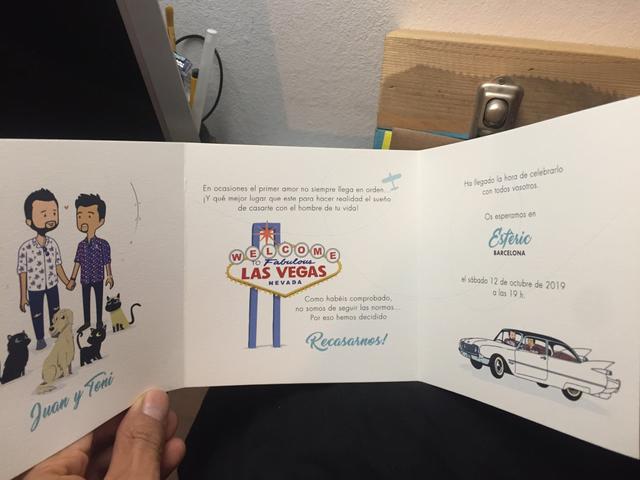 Juan y Toni
En ocasiones el primer amor no siempre llega en orden...
¡Y qué mejor lugar que este para hacer realidad el sueño
de casarte con el hombre de tu vida!
WELCOME
TO Fabulous
LAS VEGAS
NEVADA
Como habéis comprobado,
no somos de seguir las normas...
Por eso hemos decidido
Recasarnos!
Ha llegado la hora de celebrarlo
con todos vosotros.
Os esperamos en
Estèric
BARCELONA
el sábado 12 de octubre de 2019
a las 19 h.